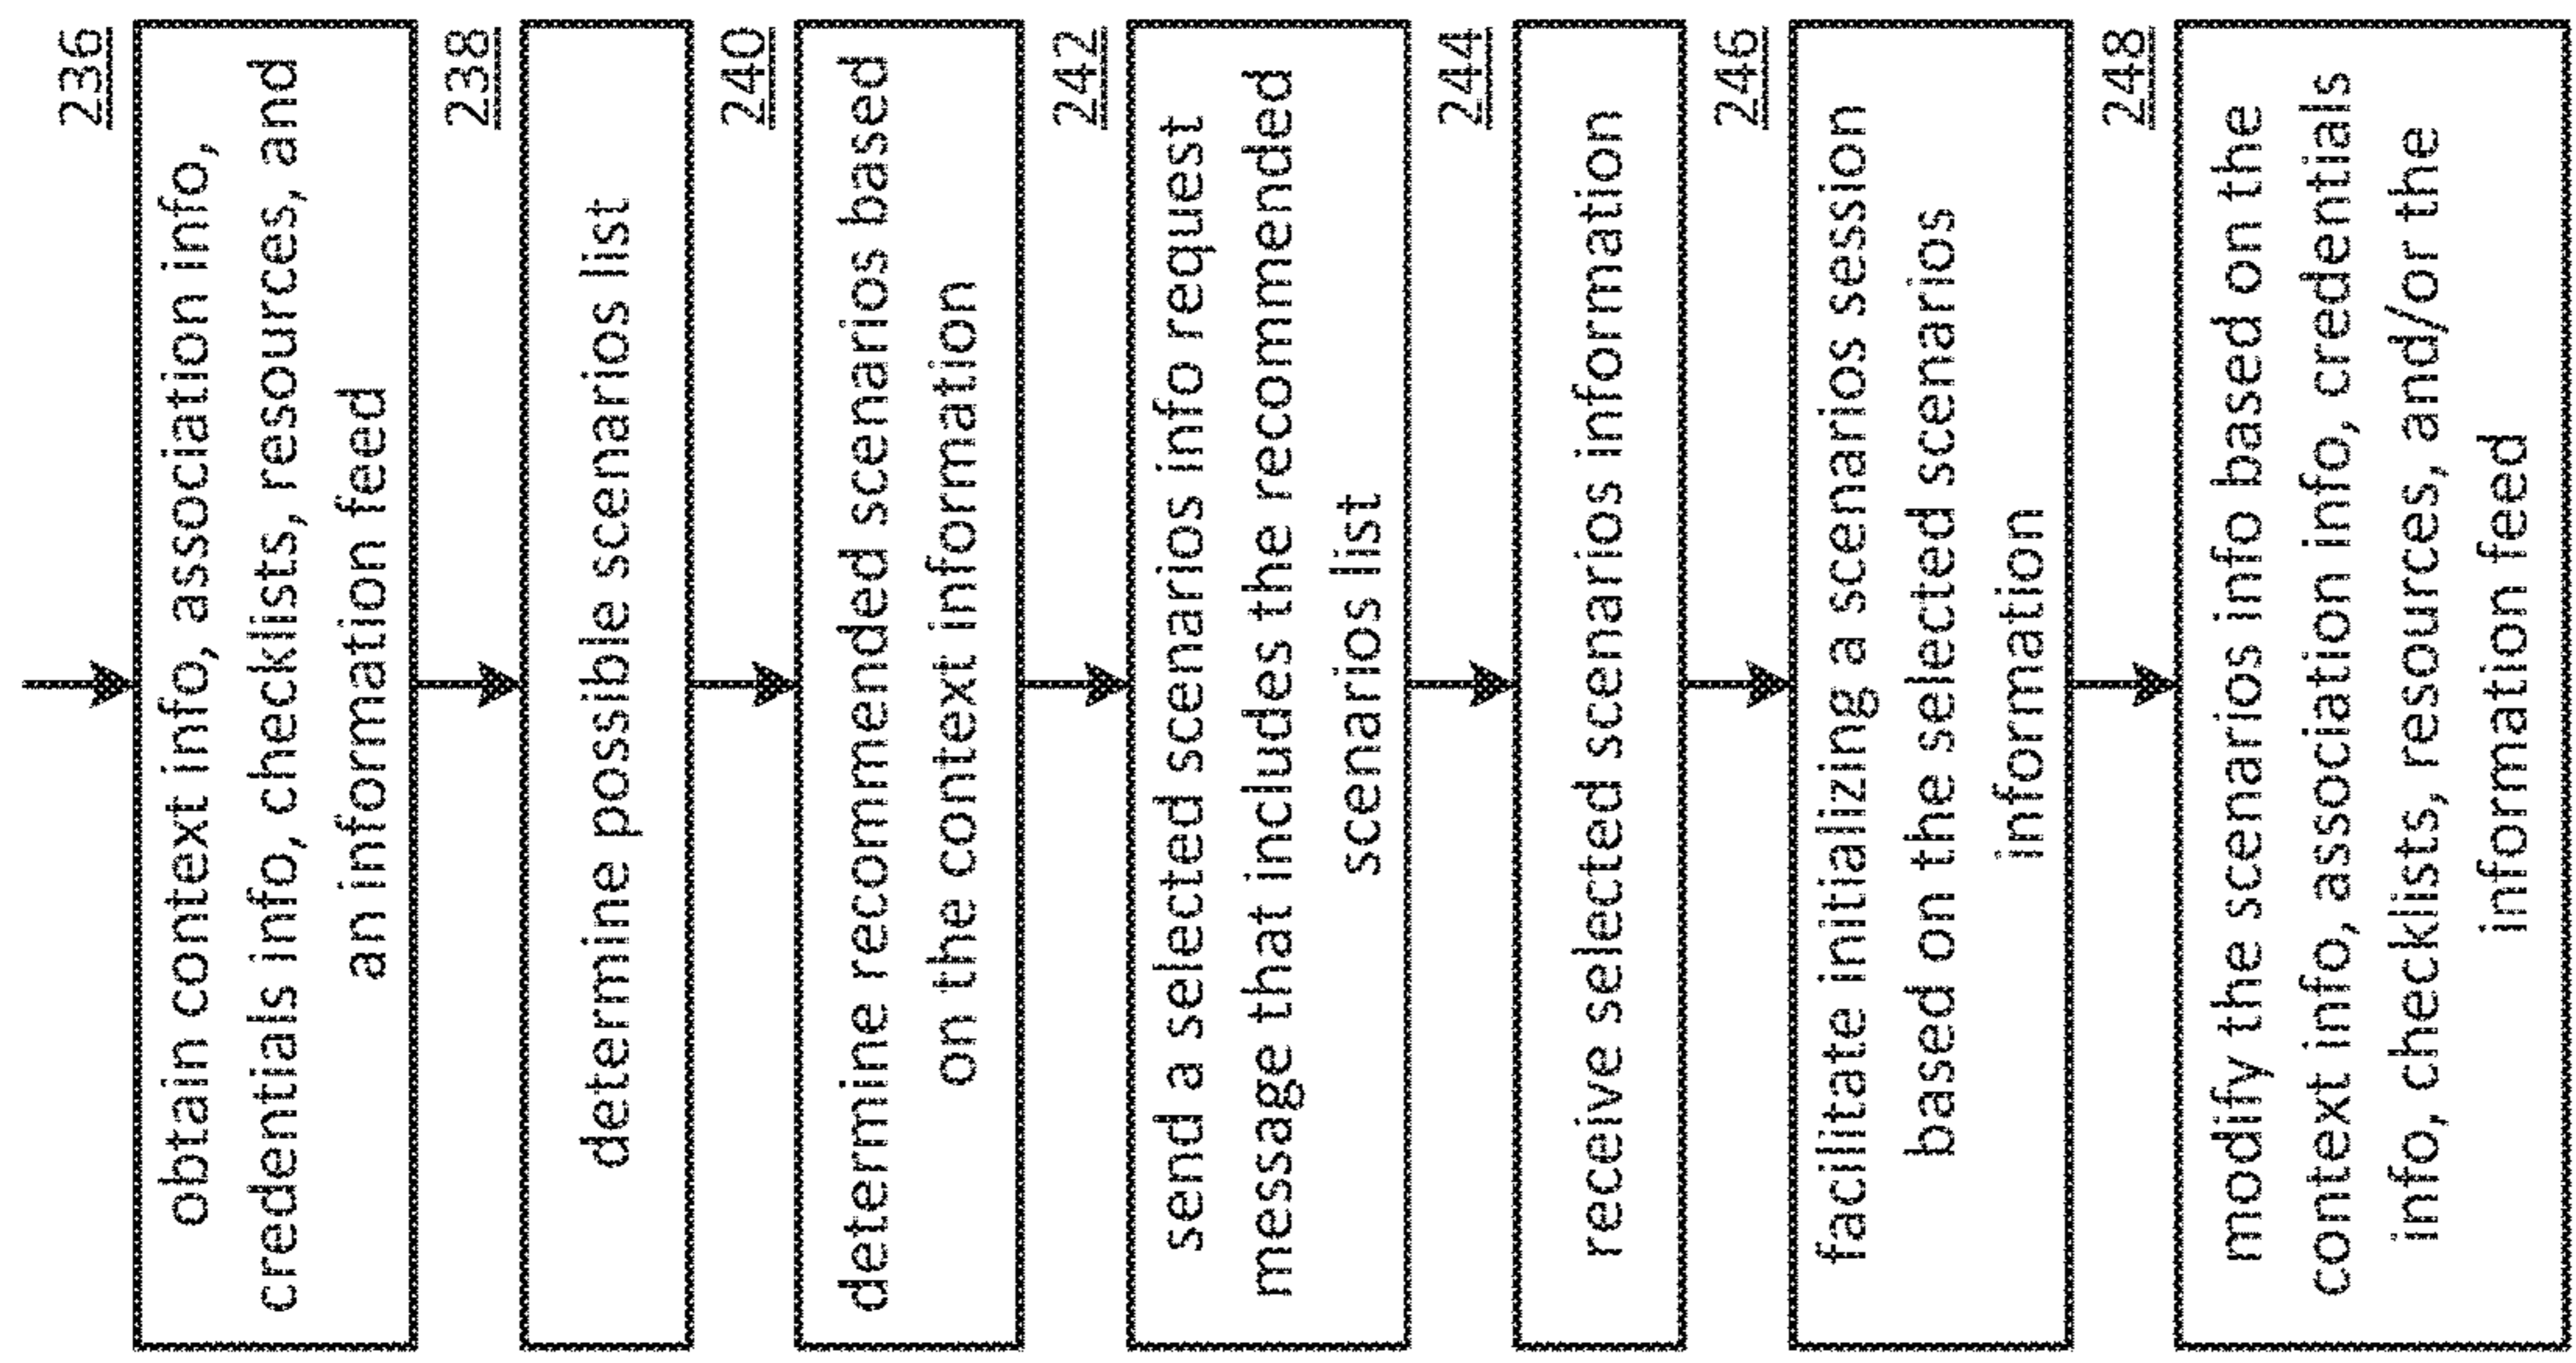 236
obtain context info, association info,
credentials info, checklists, resources, and
an information feed
238
determine possible scenarios list
240
determine recommended scenarios based
on the context information
242
send a selected scenarios info request
message that includes the recommended
scenarios list
244
receive selected scenarios information
246
facilitate initializing a scenarios session
based on the selected scenarios
information
248
modify the scenarios info based on the
context info, association info, credentials
info, checklists, resources, and/or the
information feed